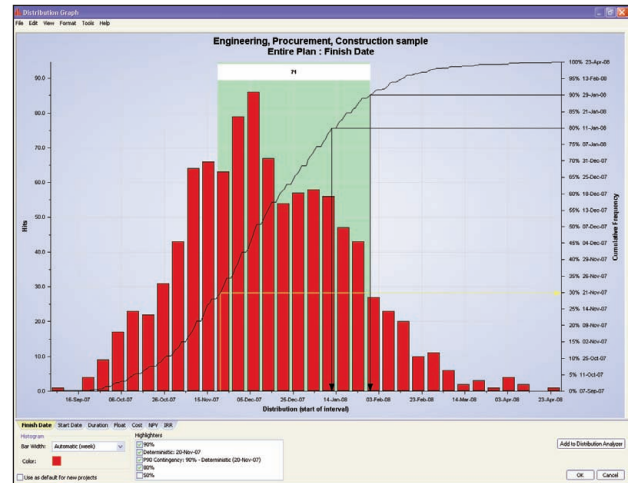 Distribution Graph
File Edit View Format Tools Help
Engineering, Procurement, Construction sample
Entire Plan : Finish Date
90.0
80.0
70.0
60.0
50.0
40.0
30.0
20.0
10.0
0.0
Hits
16-Sep-07 06-Oct-07 26-Oct-07 15-Nov-07 05-Dec-07 25-Dec-07 14-Jan-08 03-Feb-08 23-Feb-08 14-Mar-08 03-Apr-08 23-Apr-08
Distribution (start of interval)
100% 23-Apr-08
95% 13-Feb-08
90% 29-Jan-08
85% 21-Jan-08
80% 11-Jan-08
75% 07-Jan-08
70% 31-Dec-07
65% 25-Dec-07
60% 18-Dec-07
55% 13-Dec-07
50% 07-Dec-07
45% 04-Dec-07
40% 29-Nov-07
35% 26-Nov-07
30% 21-Nov-07
25% 14-Nov-07
20% 09-Nov-07
15% 03-Nov-07
10% 25-Oct-07
5% 11-Oct-07
0% 07-Sep-07
Cumulative Frequency
Finish Date Start Date Duration Float Cost NPV IRR
Histogram
Bar Width: Automatic (week)
Color:
Use as default for new projects
Highlighters
90%
Deterministic: 20-Nov-07
P90 Contingency: 90% - Deterministic (20-Nov-07)
80%
50%
Add to Distribution Analyzer
OK Cancel